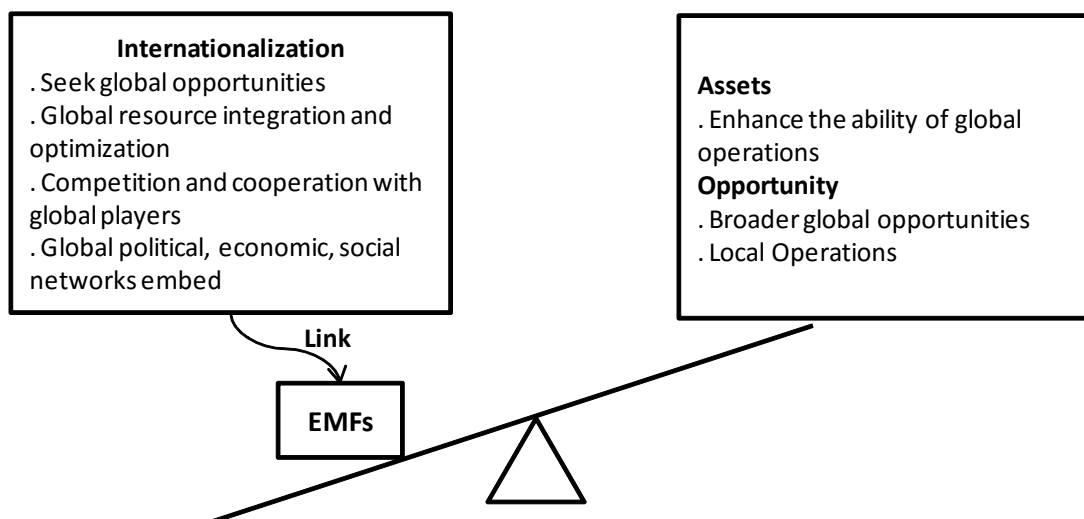 Internationalization
. Seek global opportunities
. Global resource integration and
optimization
. Competition and cooperation with
global players
. Global political, economic, social
networks embed
Assets
. Enhance the ability of global
operations
Opportunity
. Broader global opportunities
. Local Operations
Link
EMFs